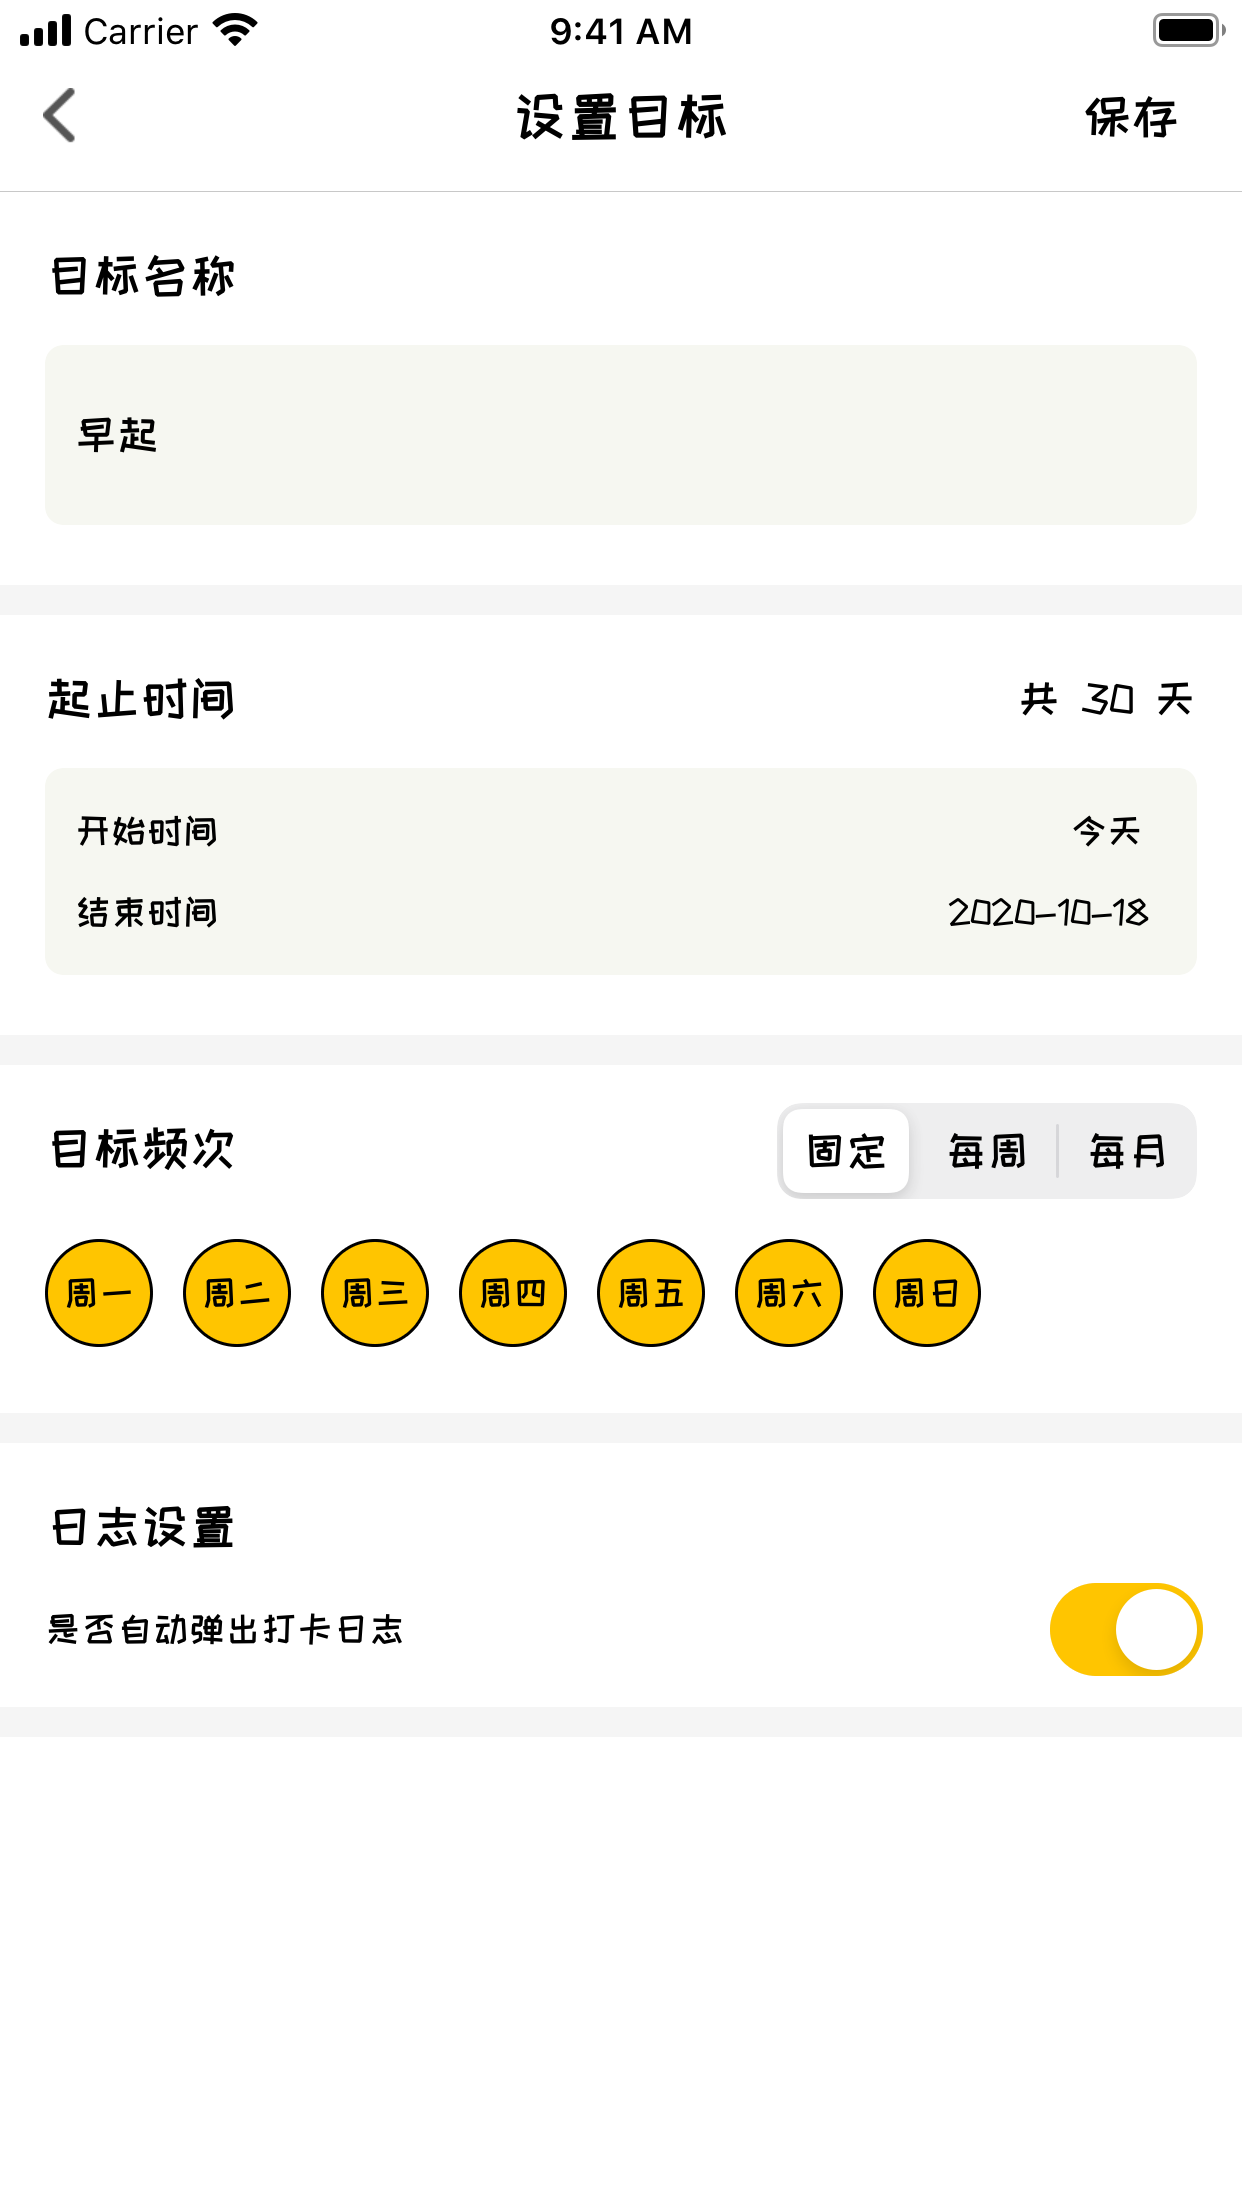 Carrier 9:41 AM
设置目标 保存
目标名称
早起
起止时间 共 30 天
开始时间 今天
结束时间 2020-10-18
目标频次 固定 每周 每月
周一 周二 周三 周四 周五 周六 周日
日志设置
是否自动弹出打卡日志